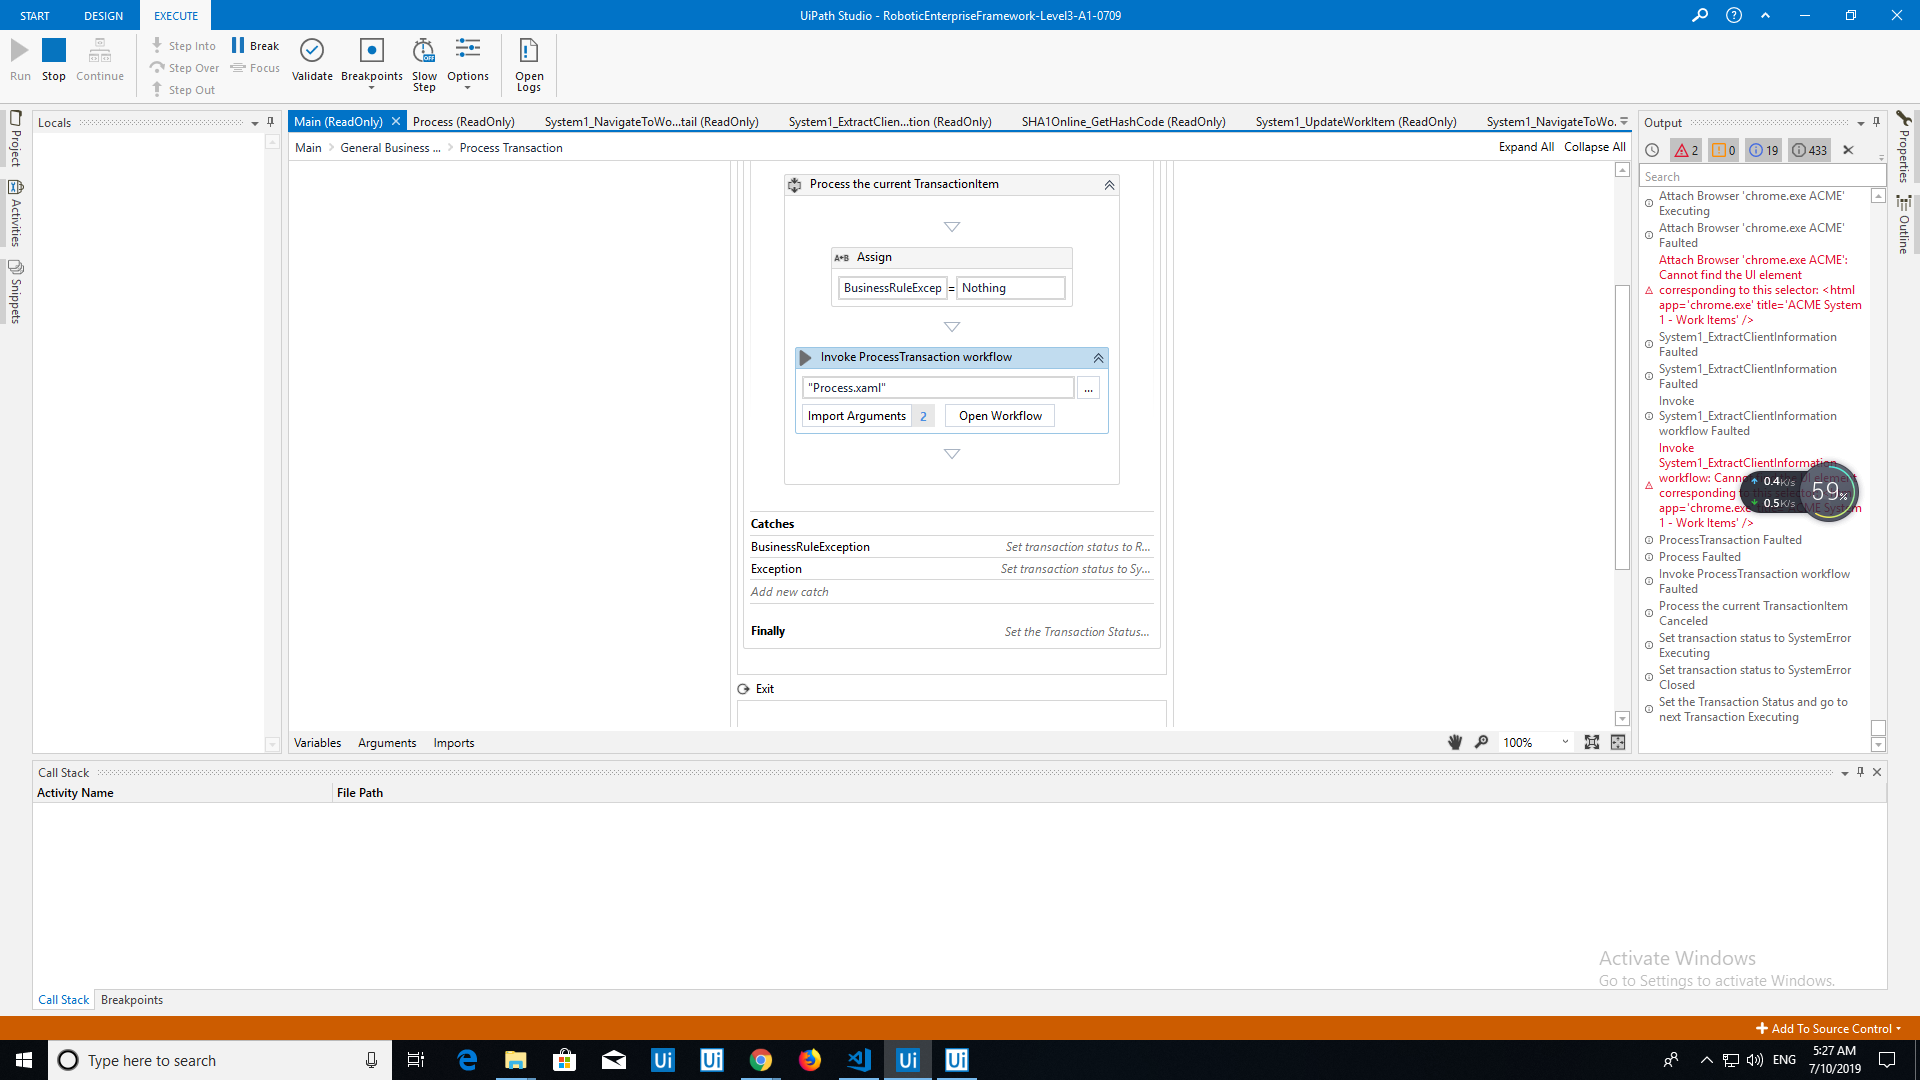 START
DESIGN
EXECUTE
UiPath Studio - RoboticEnterpriseFramework-Level3-A1-0709
Run
Stop
Continue
Step Into
Step Over
Step Out
Break
Focus
Validate
Breakpoints
Slow
Step
OFF
Options
Open
Logs
Project
Activities
Snippets
Locals
Main (ReadOnly)
Process (ReadOnly)
System1_NavigateToWo...tail (ReadOnly)
System1_ExtractClien...tion (ReadOnly)
SHA1Online_GetHashCode (ReadOnly)
System1_UpdateWorkItem (ReadOnly)
System1_NavigateToWo.
Main
General Business ...
Process Transaction
Expand All
Collapse All
Process the current TransactionItem
A+B Assign
BusinessRuleExcep = Nothing
Invoke ProcessTransaction workflow
"Process.xaml"
...
Import Arguments 2
Open Workflow
Catches
BusinessRuleException
Set transaction status to R...
Exception
Set transaction status to Sy...
Add new catch
Finally
Set the Transaction Status...
Exit
Variables
Arguments
Imports
100%
Output
2
0
19
433
Search
Attach Browser 'chrome.exe ACME'
Executing
Attach Browser 'chrome.exe ACME'
Faulted
Attach Browser 'chrome.exe ACME':
Cannot find the UI element
corresponding to this selector: <html
app='chrome.exe' title='ACME System
1 - Work Items' />
System1_ExtractClientInformation
Faulted
System1_ExtractClientInformation
Faulted
Invoke
System1_ExtractClientInformation
workflow Faulted
Invoke
System1_ExtractClientInformation
workflow: element
corresponding
app='chrome.exe'
1 - Work Items' />
0.4K/s
0.5K/s
59%
ProcessTransaction Faulted
Process Faulted
Invoke ProcessTransaction workflow
Faulted
Process the current TransactionItem
Canceled
Set transaction status to SystemError
Executing
Set transaction status to SystemError
Closed
Set the Transaction Status and go to
next Transaction Executing
Properties
Outline
Call Stack
Activity Name
File Path
Activate Windows
Go to Settings to activate Windows.
Call Stack
Breakpoints
Add To Source Control
Type here to search
Ui
Ui
Ui
Ui
ENG
5:27 AM
7/10/2019